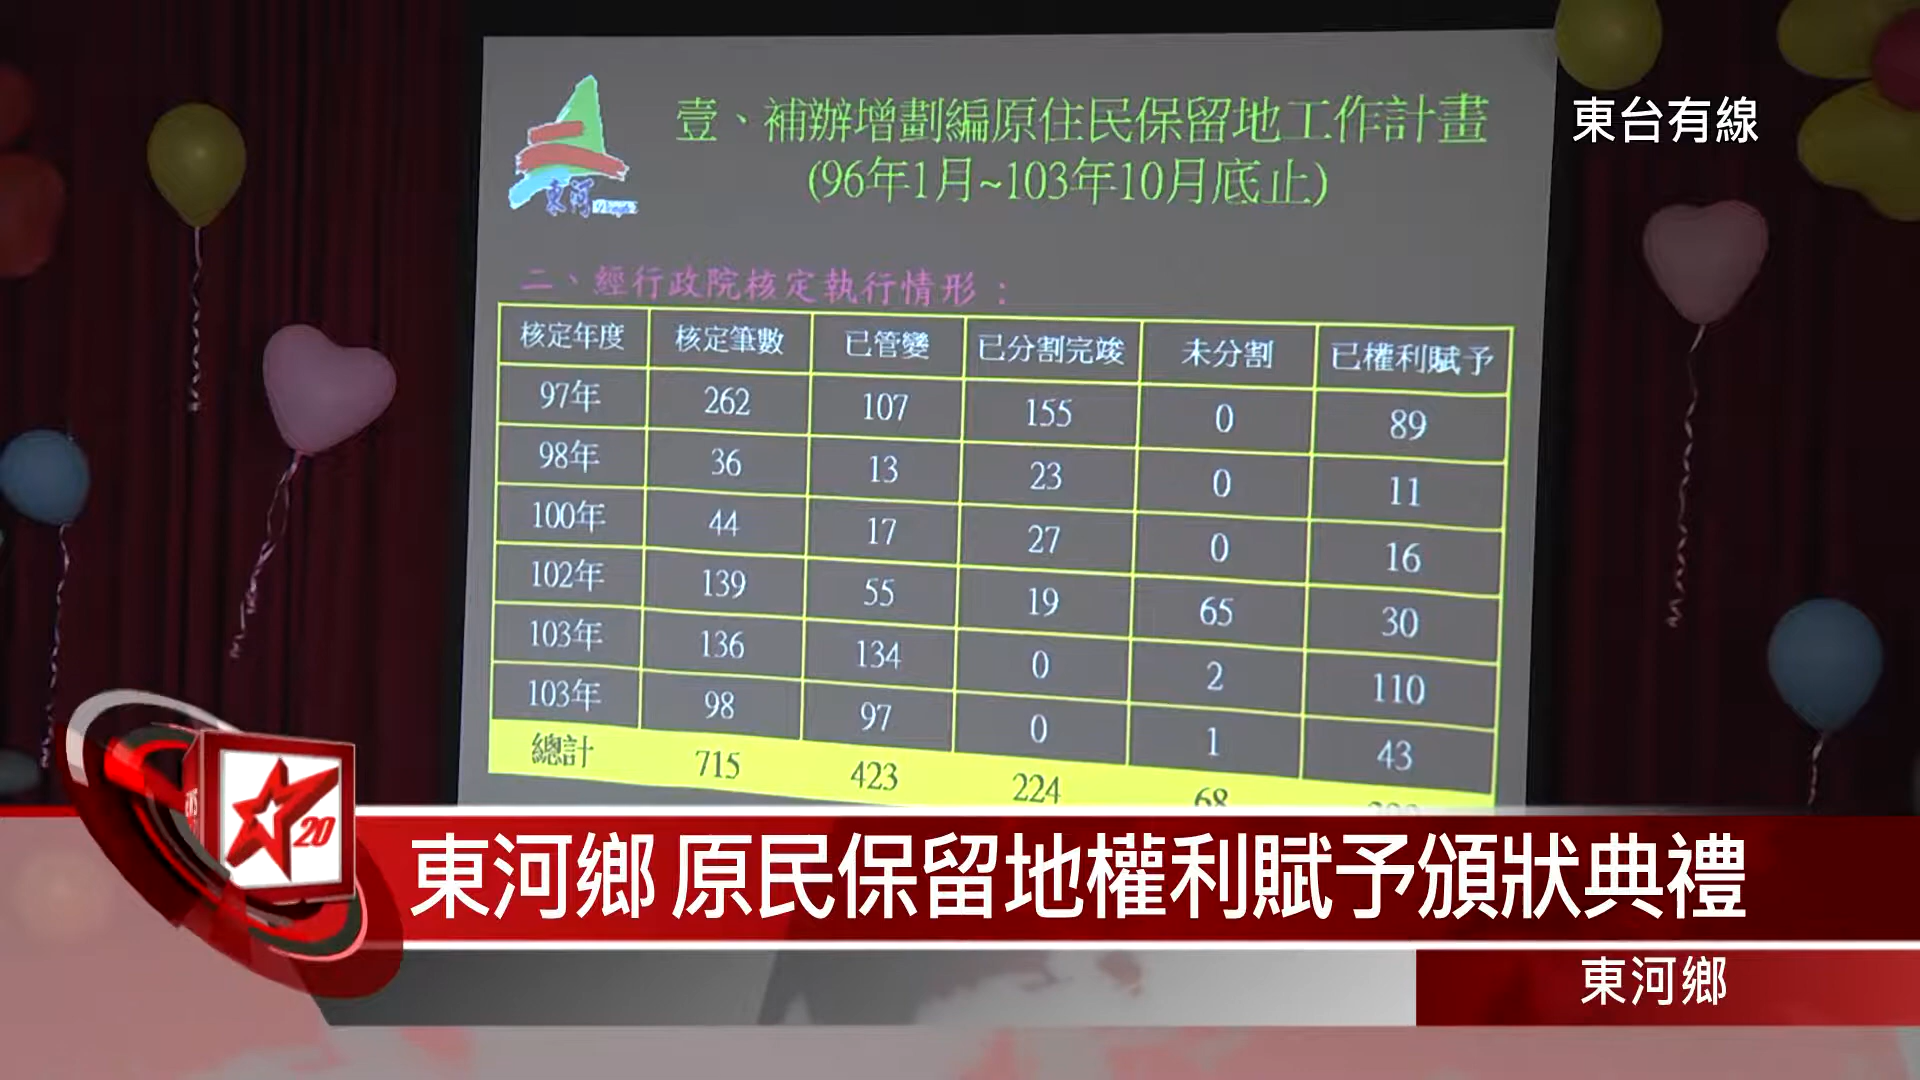 東台有線
壹、補辦增劃編原住民保留地工作計畫
(96年1月~103年10月底止)
東河
二、經行政院核定執行情形：
核定年度 核定筆數 已管變 已分割完竣 未分割 已權利賦予
97年 262 107 155 0 89
98年 36 13 23 0 11
100年 44 17 27 0 16
102年 139 55 19 65 30
103年 136 134 0 2 110
103年 98 97 0 1 43
總計 715 423 224 68
20
東河鄉 原民保留地權利賦予頒狀典禮
東河鄉